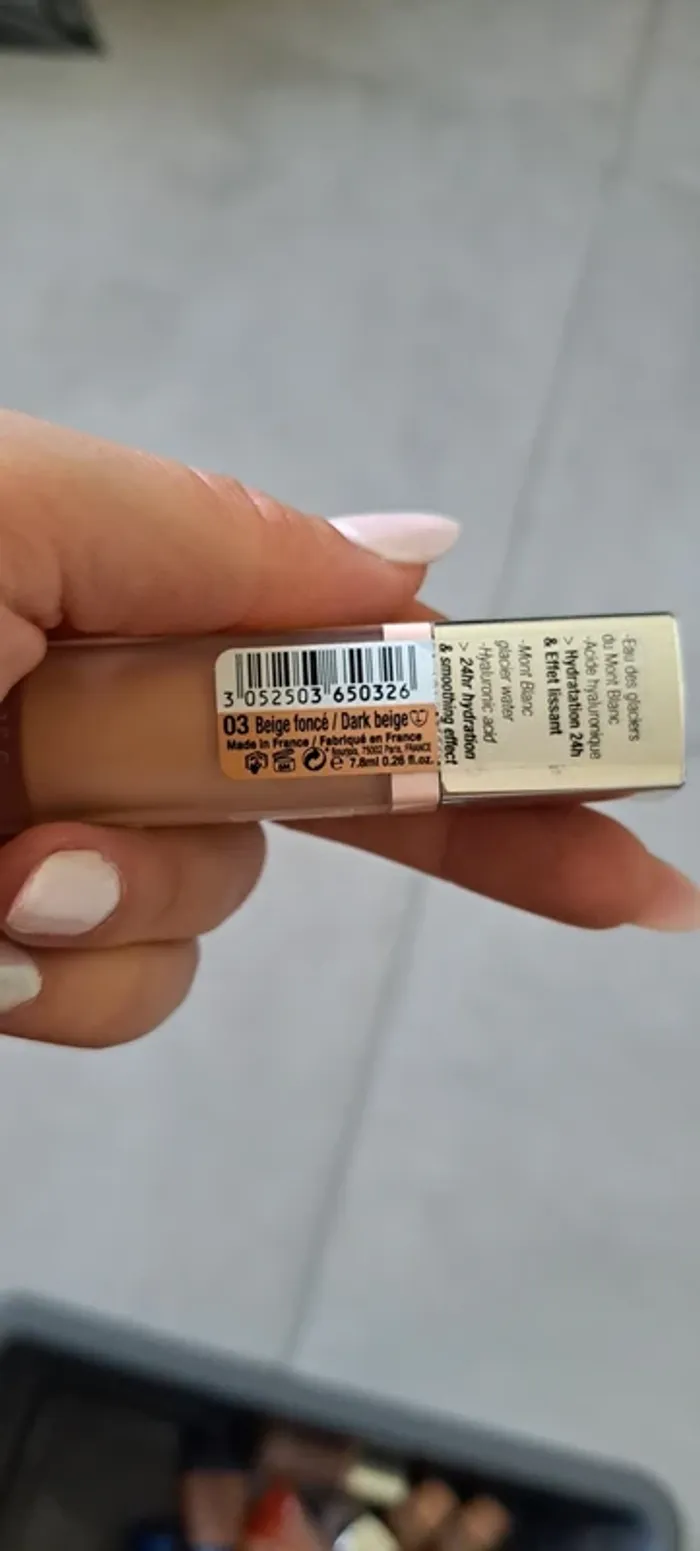 3 052503 650326
03 Beige foncé / Dark beige
Made in France / Fabriqué en France
Bourjois, 75002 Paris, FRANCE
e 7.8ml 0.26 fl.oz.
-Eau des glaciers
du Mont Blanc
-Acide hyaluronique
> Hydratation 24h
& Effet lissant
-Mont Blanc
glacier water
-Hyaluronic acid
> 24hr hydration
& smoothing effect